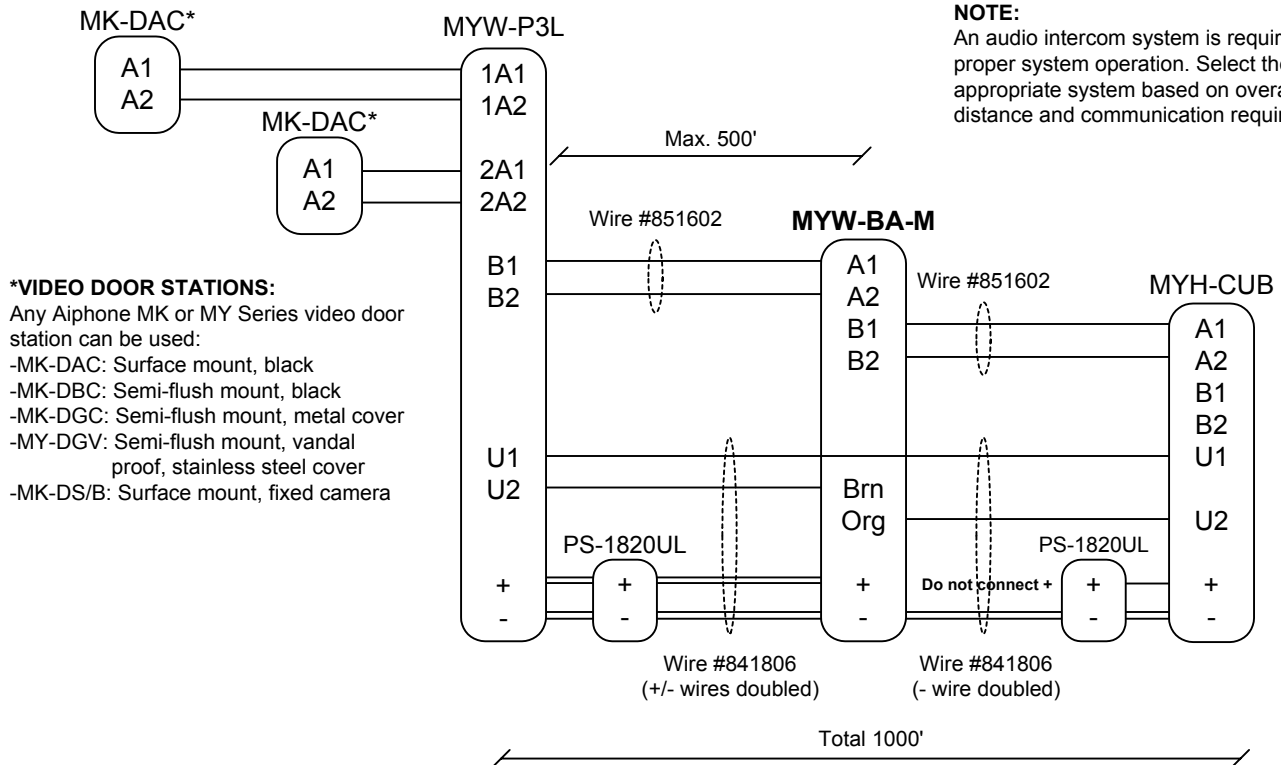 MK-DAC*
A1
A2
MK-DAC*
A1
A2
MYW-P3L
1A1
1A2
2A1
2A2
B1
B2
U1
U2
+
-
NOTE:
An audio intercom system is
proper system operation. Select
appropriate system based on
distance and communication
Max. 500'
Wire #851602
MYW-BA-M
A1
A2
B1
B2
Brn
Org
+
-
Wire #851602
MYH-CUB
A1
A2
B1
B2
U1
U2
+
-
*VIDEO DOOR STATIONS:
Any Aiphone MK or MY Series video door
station can be used:
-MK-DAC: Surface mount, black
-MK-DBC: Semi-flush mount, black
-MK-DGC: Semi-flush mount, metal cover
-MY-DGV: Semi-flush mount, vandal
proof, stainless steel cover
-MK-DS/B: Surface mount, fixed camera
PS-1820UL
+
-
PS-1820UL
Do not connect +
+
-
Wire #841806
(+/- wires doubled)
Wire #841806
(- wire doubled)
Total 1000'